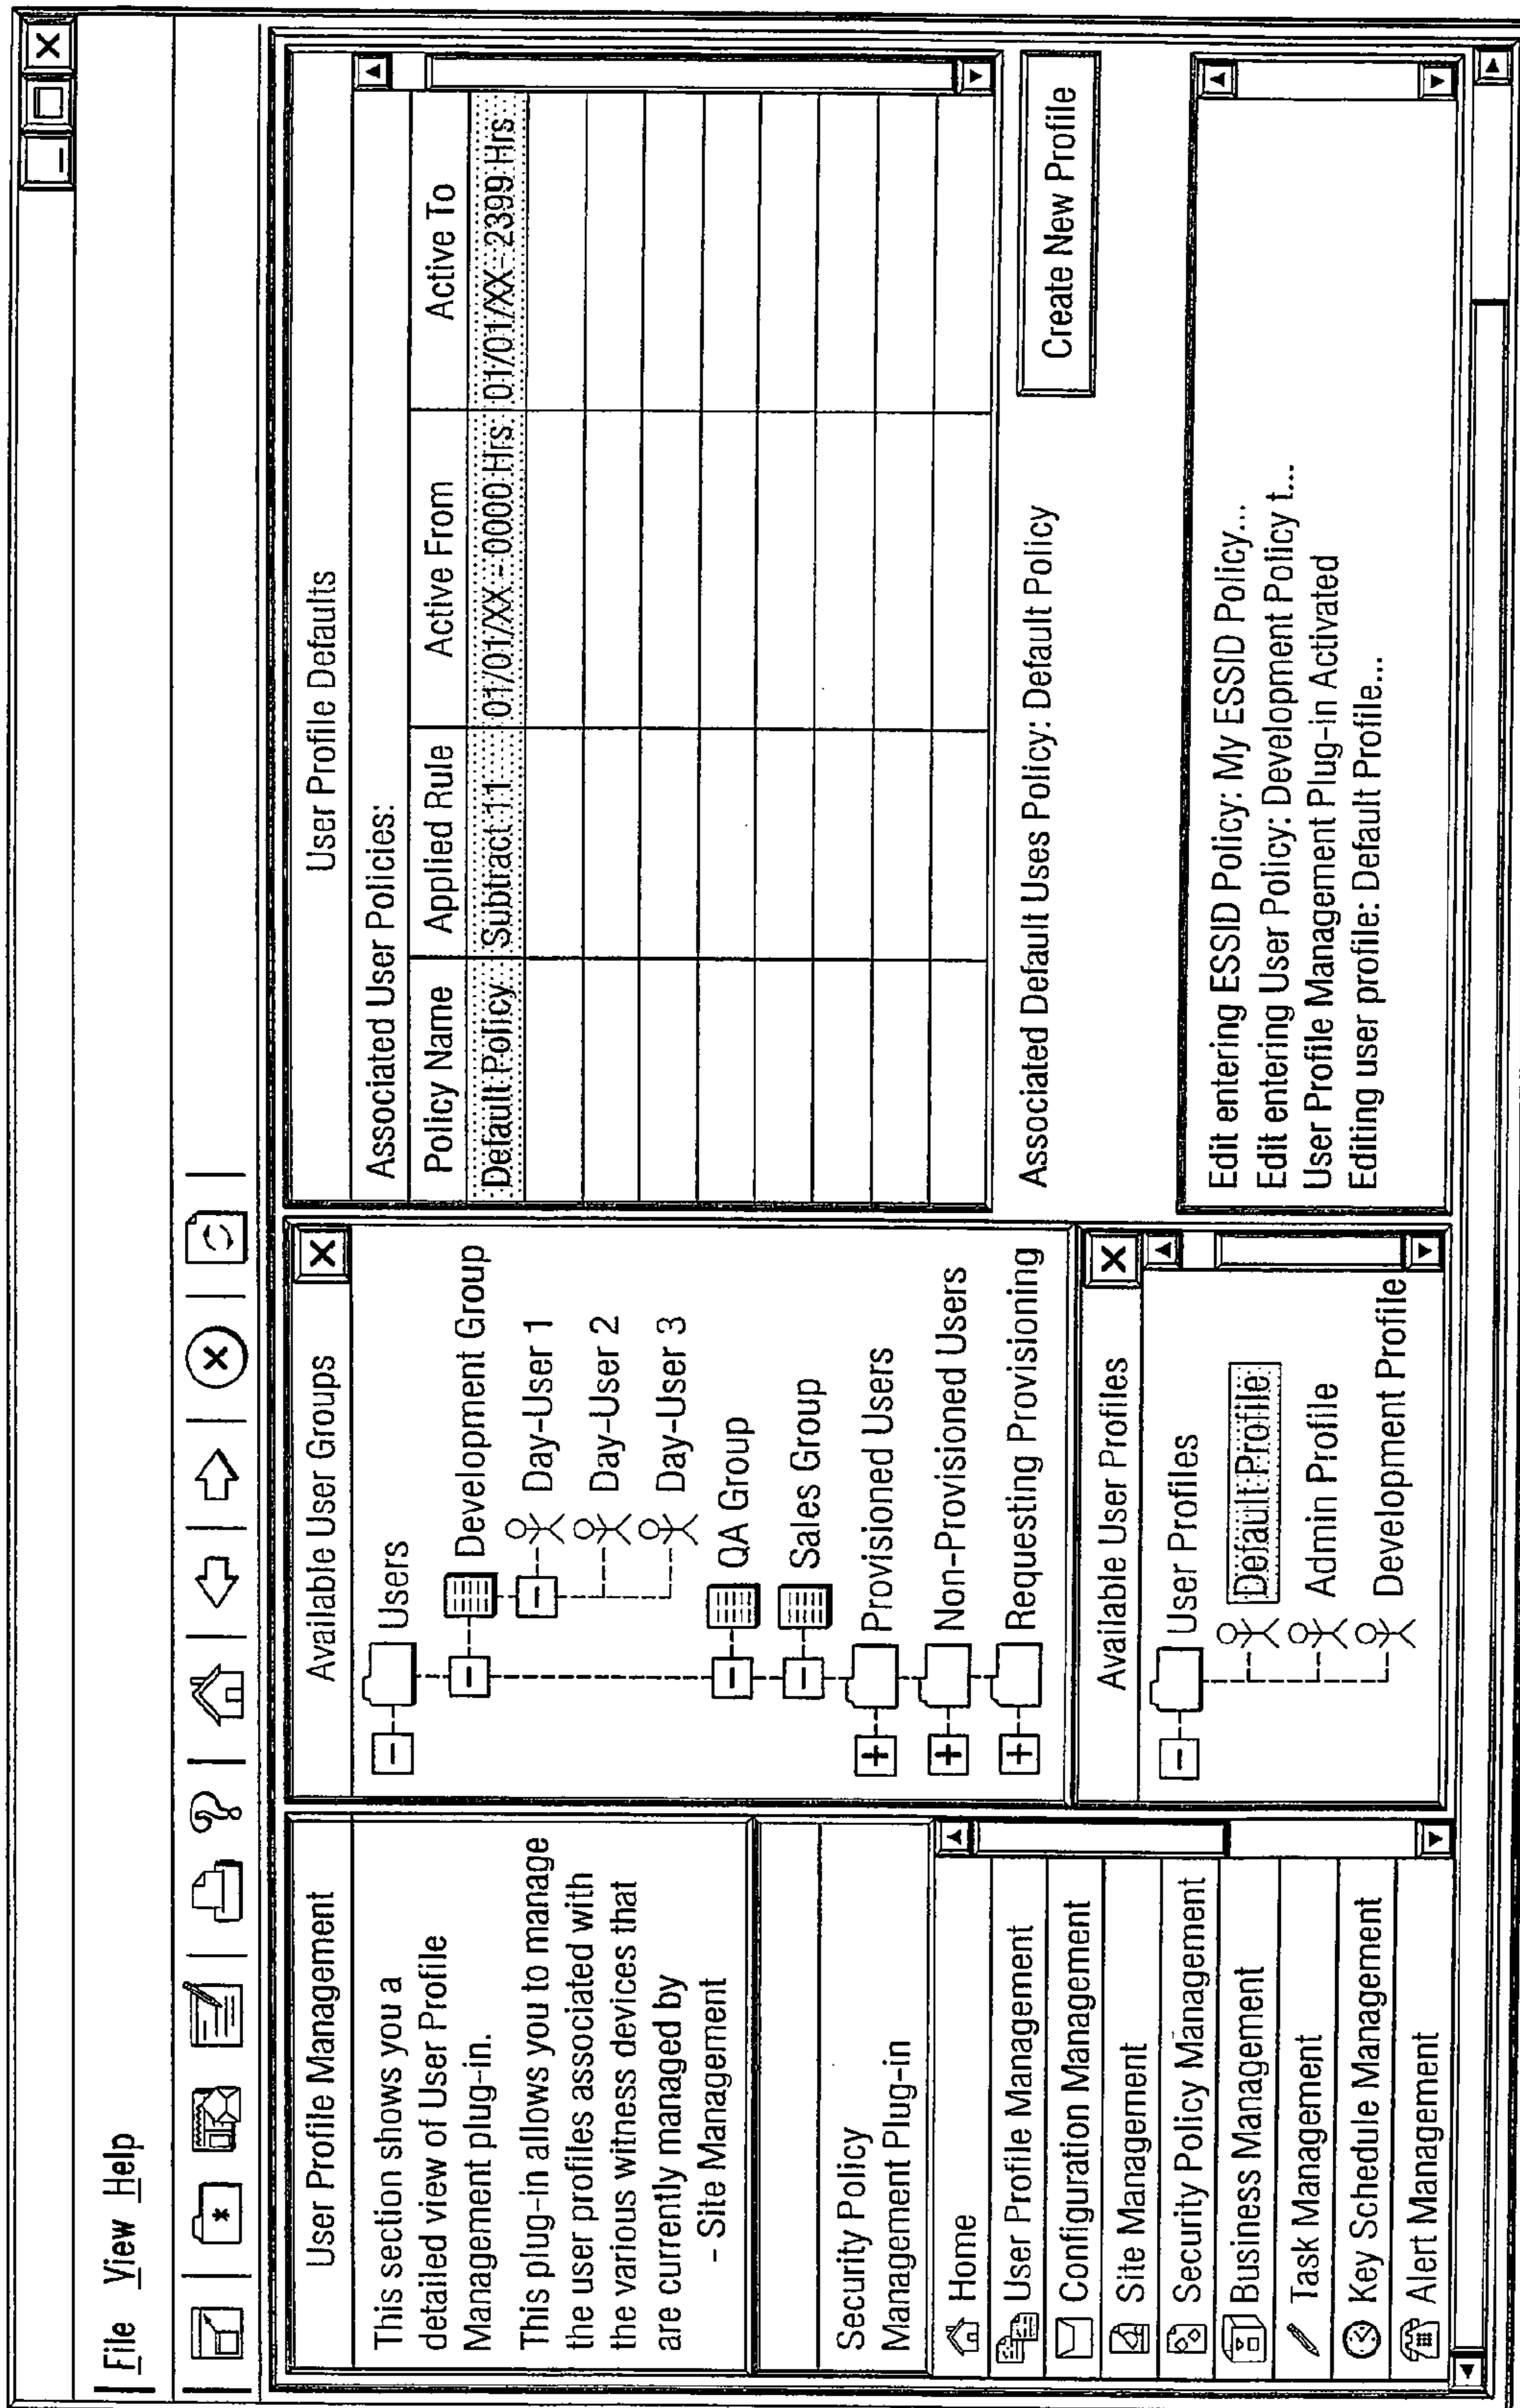 File View Help
User Profile Management
This section shows you a
detailed view of User Profile
Management plug-in.
This plug-in allows you to manage
the user profiles associated with
the various witness devices that
are currently managed by
- Site Management
Security Policy
Management Plug-in
Home
User Profile Management
Configuration Management
Site Management
Security Policy Management
Business Management
Task Management
Key Schedule Management
Alert Management
Available User Groups
Users
Development Group
Day-User 1
Day-User 2
Day-User 3
QA Group
Sales Group
Provisioned Users
Non-Provisioned Users
Requesting Provisioning
Available User Profiles
User Profiles
Default Profile
Admin Profile
Development Profile
User Profile Defaults
Associated User Policies:
Policy Name Applied Rule Active From Active To
Default Policy Subtract 11 01/01/XX - 0000 Hrs 01/01/XX - 2399 Hrs
Associated Default Uses Policy: Default Policy
Create New Profile
Edit entering ESSID Policy: My ESSID Policy...
Edit entering User Policy: Development Policy t...
User Profile Management Plug-in Activated
Editing user profile: Default Profile...